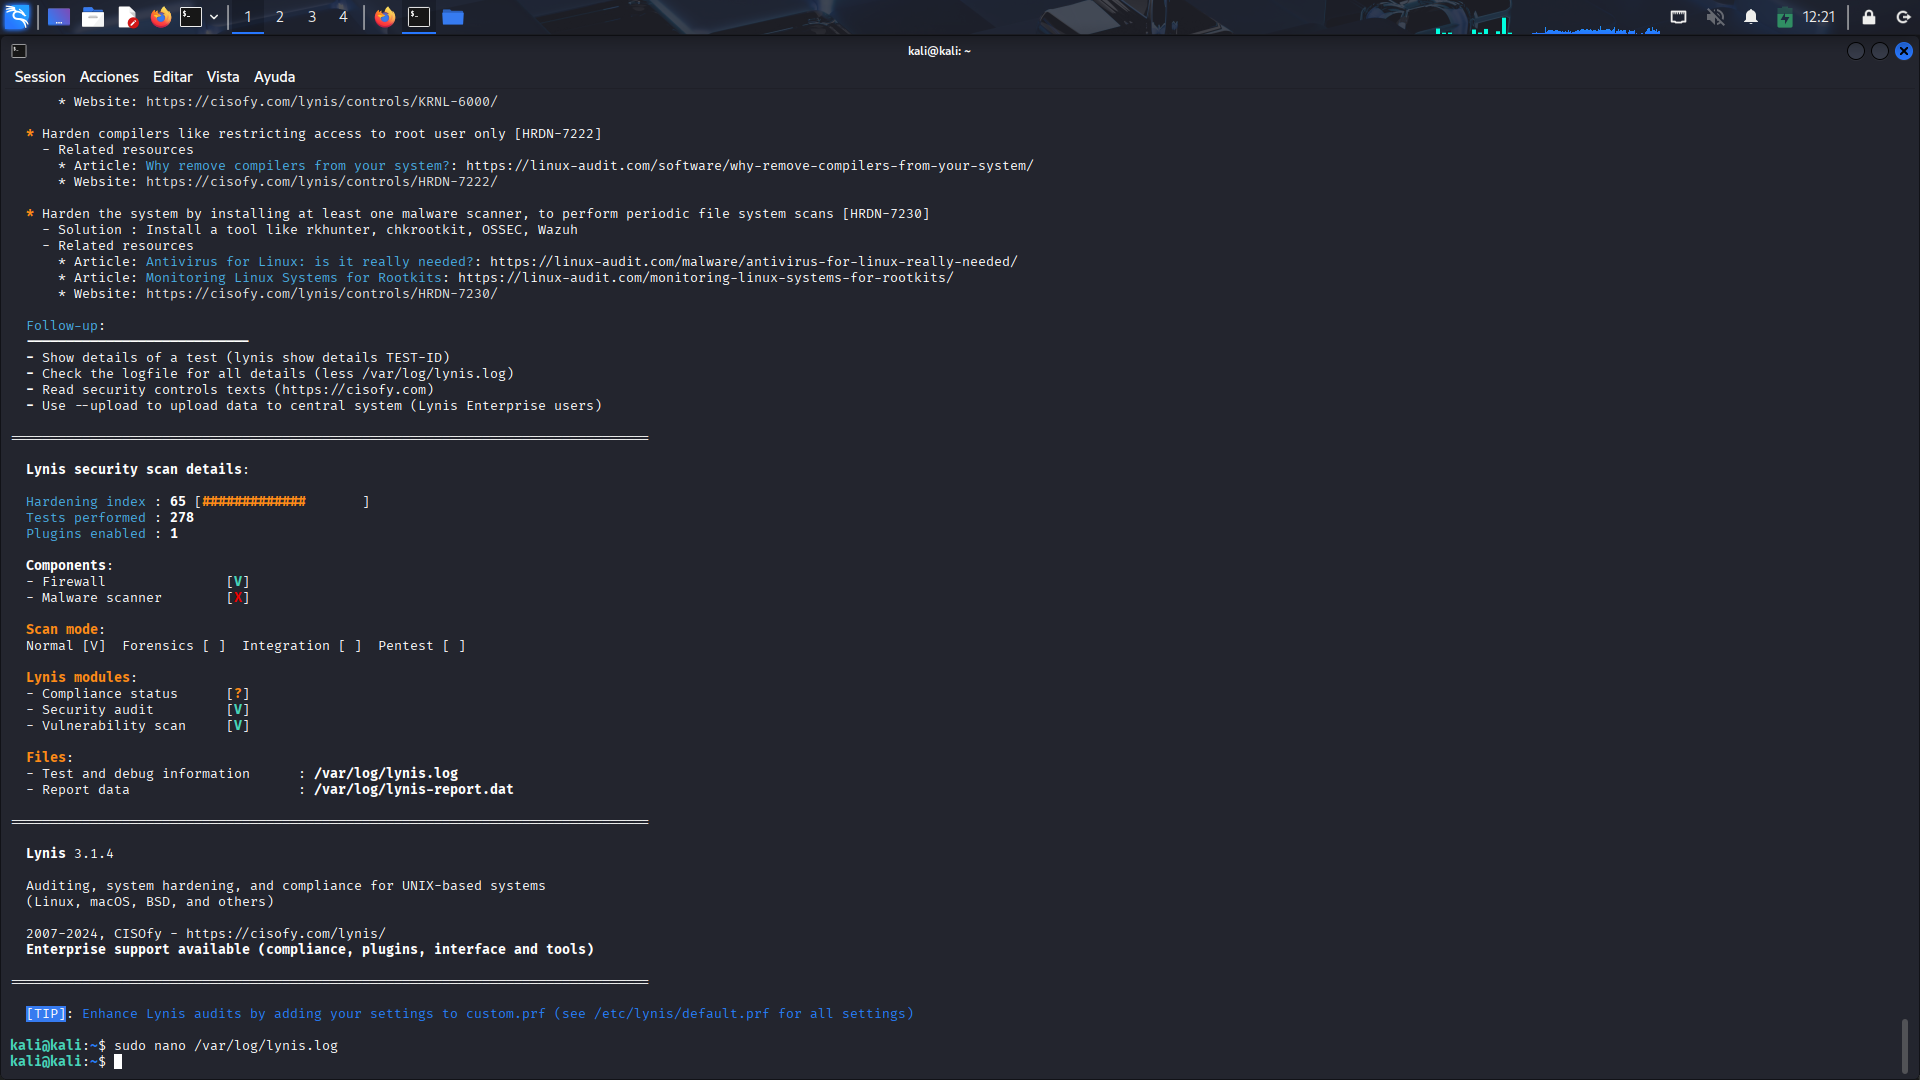 1 2 3 4 12:21
kali@kali: ~
Session Acciones Editar Vista Ayuda
* Website: https://cisofy.com/lynis/controls/KRNL-6000/
* Harden compilers like restricting access to root user only [HRDN-7222]
- Related resources
* Article: Why remove compilers from your system?: https://linux-audit.com/software/why-remove-compilers-from-your-system/
* Website: https://cisofy.com/lynis/controls/HRDN-7222/
* Harden the system by installing at least one malware scanner, to perform periodic file system scans [HRDN-7230]
- Solution : Install a tool like rkhunter, chkrootkit, OSSEC, Wazuh
- Related resources
* Article: Antivirus for Linux: is it really needed?: https://linux-audit.com/malware/antivirus-for-linux-really-needed/
* Article: Monitoring Linux Systems for Rootkits: https://linux-audit.com/monitoring-linux-systems-for-rootkits/
* Website: https://cisofy.com/lynis/controls/HRDN-7230/
Follow-up:
- Show details of a test (lynis show details TEST-ID)
- Check the logfile for all details (less /var/log/lynis.log)
- Read security controls texts (https://cisofy.com)
- Use --upload to upload data to central system (Lynis Enterprise users)
Lynis security scan details:
Hardening index : 65 [############# ]
Tests performed : 278
Plugins enabled : 1
Components:
- Firewall [V]
- Malware scanner [X]
Scan mode:
Normal [V] Forensics [ ] Integration [ ] Pentest [ ]
Lynis modules:
- Compliance status [?]
- Security audit [V]
- Vulnerability scan [V]
Files:
- Test and debug information : /var/log/lynis.log
- Report data : /var/log/lynis-report.dat
Lynis 3.1.4
Auditing, system hardening, and compliance for UNIX-based systems
(Linux, macOS, BSD, and others)
2007-2024, CISOfy - https://cisofy.com/lynis/
Enterprise support available (compliance, plugins, interface and tools)
[TIP]: Enhance Lynis audits by adding your settings to custom.prf (see /etc/lynis/default.prf for all settings)
kali@kali:~$ sudo nano /var/log/lynis.log
kali@kali:~$